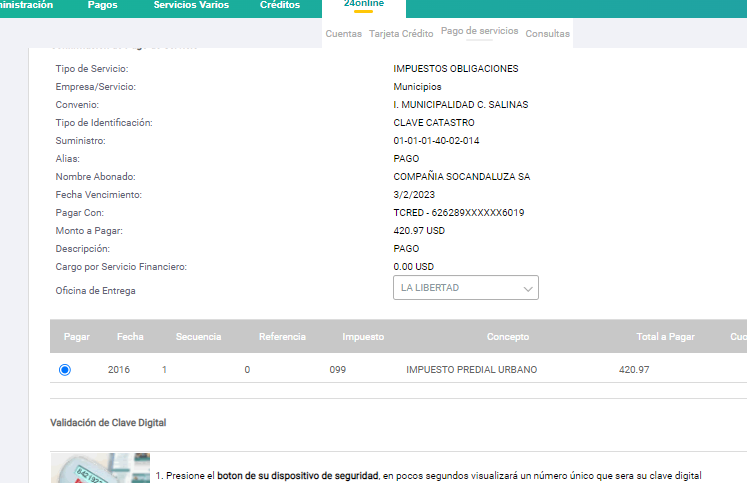 Pagos Servicios Varios Créditos 24online
Cuentas Tarjeta Crédito Pago de servicios Consultas
Tipo de Servicio: IMPUESTOS OBLIGACIONES
Empresa/Servicio: Municipios
Convenio: I. MUNICIPALIDAD C. SALINAS
Tipo de Identificación: CLAVE CATASTRO
Suministro: 01-01-01-40-02-014
Alias: PAGO
Nombre Abonado: COMPAÑIA SOCANDALUZA SA
Fecha Vencimiento: 3/2/2023
Pagar Con: TCRED - 626289XXXXXX6019
Monto a Pagar: 420.97 USD
Descripción: PAGO
Cargo por Servicio Financiero: 0.00 USD
Oficina de Entrega LA LIBERTAD
Pagar Fecha Secuencia Referencia Impuesto Concepto Total a Pagar
2016 1 0 099 IMPUESTO PREDIAL URBANO 420.97
Validación de Clave Digital
1. Presione el boton de su dispositivo de seguridad, en pocos segundos visualizará un número único que sera su clave digital